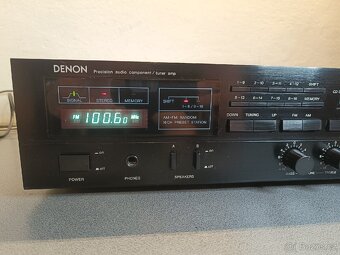 DENON Precision audio component / tuner amp
SIGNAL STEREO MEMORY
FM 100.60 MHz
SHIFT
1~8 / 9~16
AM-FM RANDOM
16CH PRESET STATION
1-9 2-10 3-11 4-12 SHIFT
5-13 6-14 7-15 8-16 MEMORY
DOWN TUNING UP FM AM
POWER
ON
OFF
PHONES
A B
SPEAKERS
ON
OFF
BASS